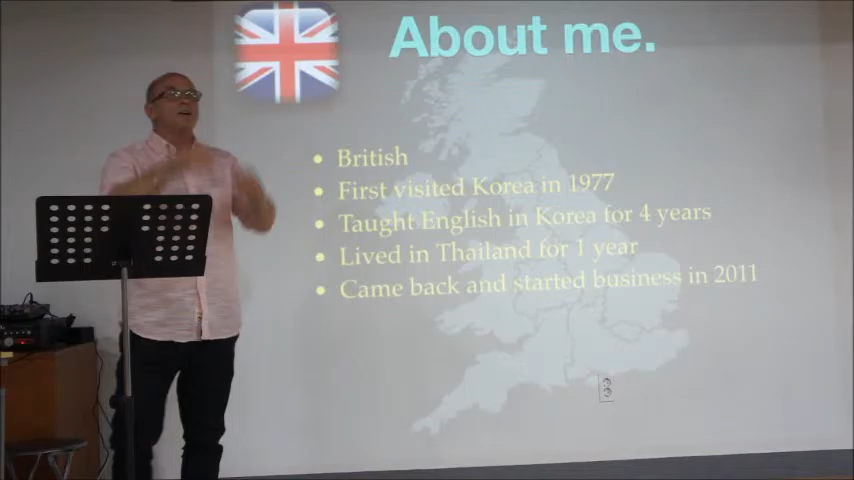 About me.
• British
• First visited Korea in 1977
• Taught English in Korea for 4 years
• Lived in Thailand for 1 year
• Came back and started business in 2011